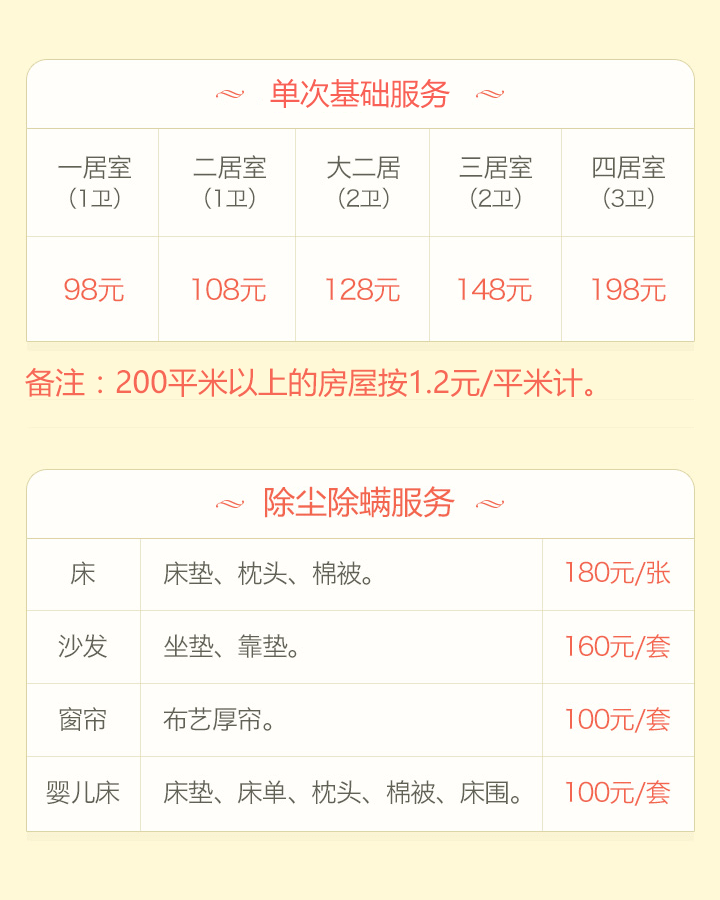 单次基础服务
一居室 二居室 大二居 三居室 四居室
（1卫） （1卫） （2卫） （2卫） （3卫）
98元 108元 128元 148元 198元
备注：200平米以上的房屋按1.2元/平米计。
除尘除螨服务
床 床垫、枕头、棉被。 180元/张
沙发 坐垫、靠垫。 160元/套
窗帘 布艺厚帘。 100元/套
婴儿床 床垫、床单、枕头、棉被、床围。 100元/套